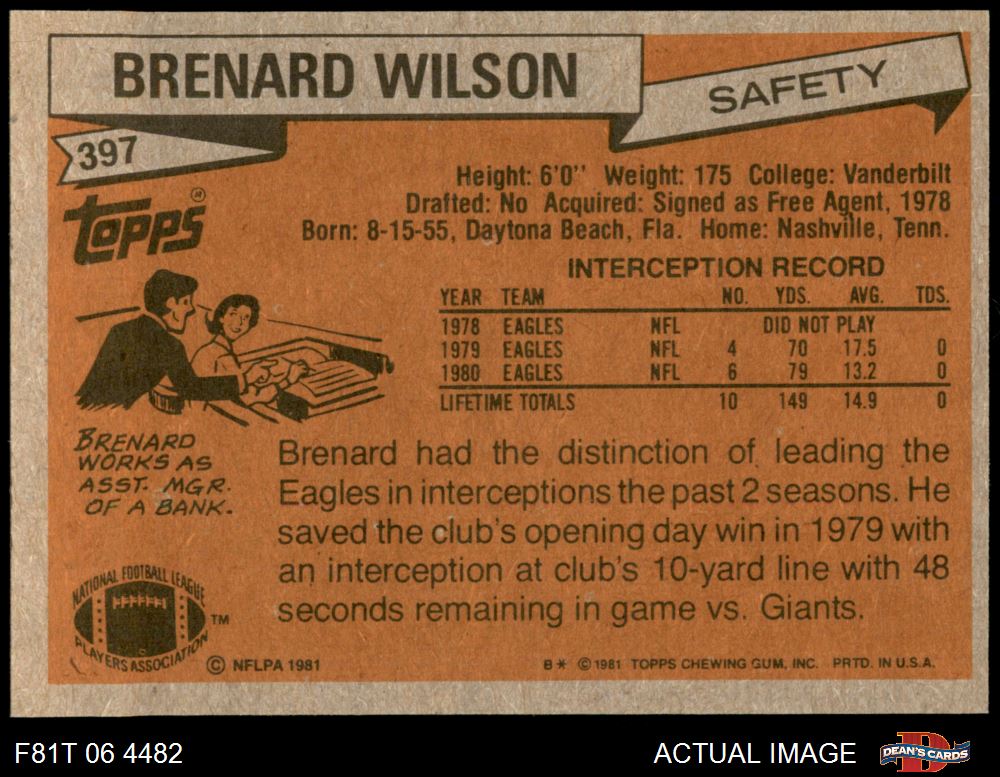 BRENARD WILSON
SAFETY
397
Topps®
Height: 6'0'' Weight: 175 College: Vanderbilt
Drafted: No Acquired: Signed as Free Agent, 1978
Born: 8-15-55, Daytona Beach, Fla. Home: Nashville, Tenn.
INTERCEPTION RECORD
YEAR TEAM NO. YDS. AVG. TDS.
1978 EAGLES NFL DID NOT PLAY
1979 EAGLES NFL 4 70 17.5 0
1980 EAGLES NFL 6 79 13.2 0
LIFETIME TOTALS 10 149 14.9 0
BRENARD
WORKS AS
ASST. MGR.
OF A BANK.
Brenard had the distinction of leading the
Eagles in interceptions the past 2 seasons. He
saved the club's opening day win in 1979 with
an interception at club's 10-yard line with 48
seconds remaining in game vs. Giants.
NATIONAL FOOTBALL LEAGUE
PLAYERS ASSOCIATION
TM
© NFLPA 1981
B* © 1981 TOPPS CHEWING GUM, INC. PRTD. IN U.S.A.
F81T 06 4482
ACTUAL IMAGE
D
DEAN'S CARDS